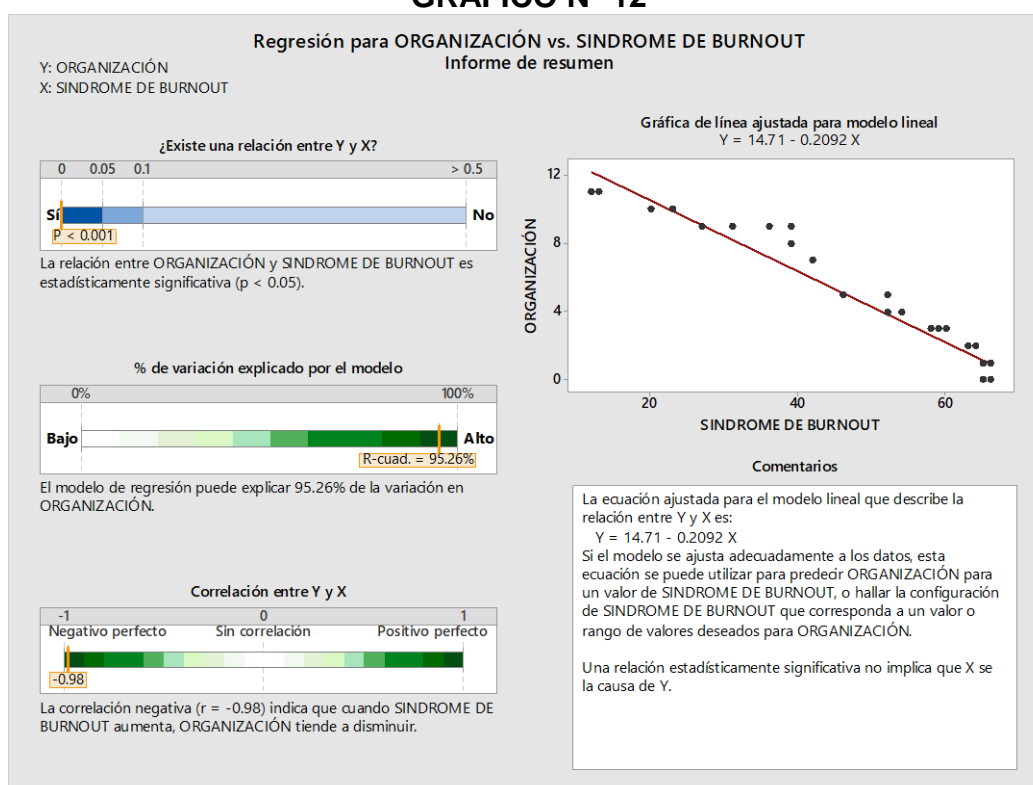 GRÁFICO N° 12
Regresión para ORGANIZACIÓN vs. SINDROME DE BURNOUT
Informe de resumen
Y: ORGANIZACIÓN
X: SINDROME DE BURNOUT
¿Existe una relación entre Y y X?
0 0.05 0.1 > 0.5
Sí No
P < 0.001
La relación entre ORGANIZACIÓN y SINDROME DE BURNOUT es
estadísticamente significativa (p < 0.05).
% de variación explicado por el modelo
0% 100%
Bajo Alto
R-cuad. = 95.26%
El modelo de regresión puede explicar 95.26% de la variación en
ORGANIZACIÓN.
Correlación entre Y y X
-1 0 1
Negativo perfecto Sin correlación Positivo perfecto
-0.98
La correlación negativa (r = -0.98) indica que cuando SINDROME DE
BURNOUT aumenta, ORGANIZACIÓN tiende a disminuir.
Gráfica de línea ajustada para modelo lineal
Y = 14.71 - 0.2092 X
12
8
4
0
ORGANIZACIÓN
20 40 60
SINDROME DE BURNOUT
Comentarios
La ecuación ajustada para el modelo lineal que describe la
relación entre Y y X es:
Y = 14.71 - 0.2092 X
Si el modelo se ajusta adecuadamente a los datos, esta
ecuación se puede utilizar para predecir ORGANIZACIÓN para
un valor de SINDROME DE BURNOUT, o hallar la configuración
de SINDROME DE BURNOUT que corresponda a un valor o
rango de valores deseados para ORGANIZACIÓN.
Una relación estadísticamente significativa no implica que X se
la causa de Y.